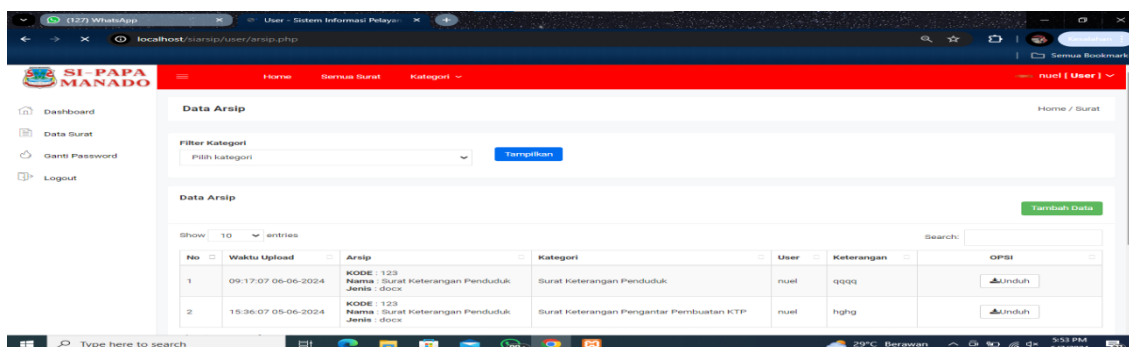 (127) WhatsApp
User - Sistem Informasi Pelayan
localhost/siarsip/user/arsip.php
Semua Bookmark
SI-PAPA
MANADO
Home Semua Surat Kategori
nuel [ User ]
Dashboard
Data Surat
Ganti Password
Logout
Data Arsip
Home / Surat
Filter Kategori
Pilih kategori
Tampilkan
Data Arsip
Tambah Data
Show 10 entries
Search:
No Waktu Upload Arsip Kategori User Keterangan OPSI
1 09:17:07 06-06-2024 KODE : 123
Nama : Surat Keterangan Penduduk
Jenis : docx
Surat Keterangan Penduduk nuel qqqq Unduh
2 15:36:07 05-06-2024 KODE : 123
Nama : Surat Keterangan Penduduk
Jenis : docx
Surat Keterangan Pengantar Pembuatan KTP nuel hghg Unduh
Type here to search
29°C Berawan
5:53 PM